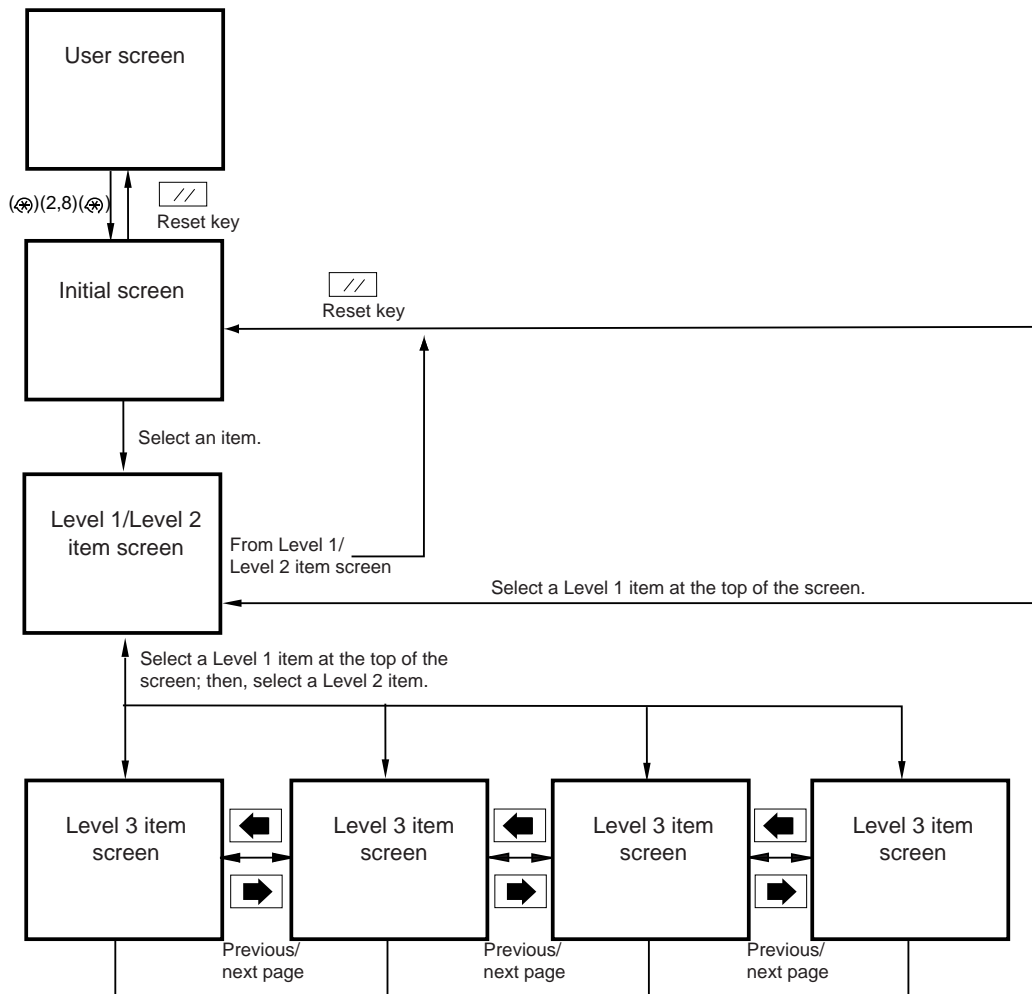 User screen
(✱)(2,8)(✱)
//
Reset key
Initial screen
//
Reset key
Select an item.
Level 1/Level 2
item screen
From Level 1/
Level 2 item screen
Select a Level 1 item at the top of the screen.
Select a Level 1 item at the top of the
screen; then, select a Level 2 item.
Level 3 item
screen
Level 3 item
screen
Level 3 item
screen
Level 3 item
screen
Previous/
next page
Previous/
next page
Previous/
next page